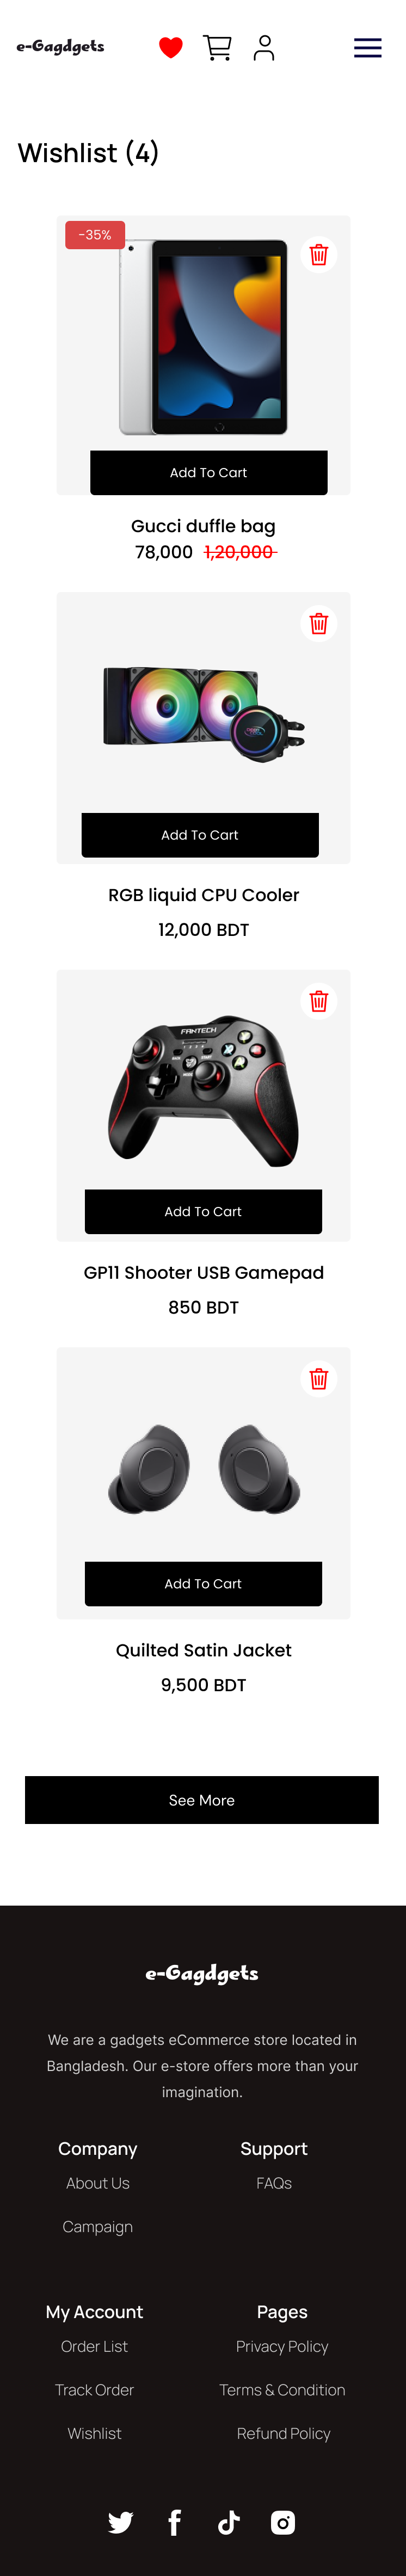 e-Gagdgets
Wishlist (4)
-35%
Add To Cart
Gucci duffle bag
78,000 1,20,000
Add To Cart
RGB liquid CPU Cooler
12,000 BDT
FANTECH
Add To Cart
GP11 Shooter USB Gamepad
850 BDT
Add To Cart
Quilted Satin Jacket
9,500 BDT
See More
e-Gagdgets
We are a gadgets eCommerce store located in
Bangladesh. Our e-store offers more than your
imagination.
Company Support
About Us FAQs
Campaign
My Account Pages
Order List Privacy Policy
Track Order Terms & Condition
Wishlist Refund Policy